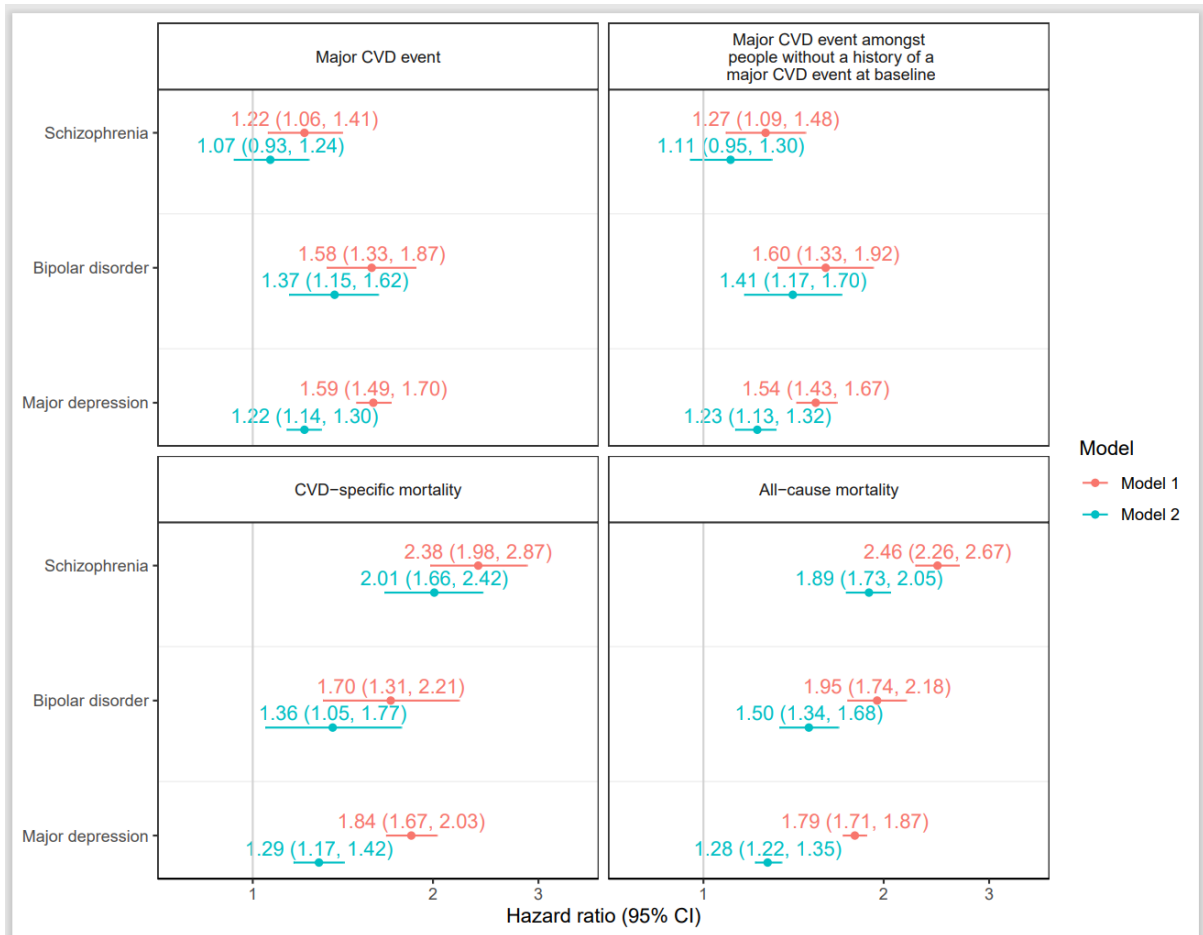 Major CVD event
Major CVD event amongst
people without a history of a
major CVD event at baseline
Schizophrenia
1.22 (1.06, 1.41)
1.07 (0.93, 1.24)
1.27 (1.09, 1.48)
1.11 (0.95, 1.30)
Bipolar disorder
1.58 (1.33, 1.87)
1.37 (1.15, 1.62)
1.60 (1.33, 1.92)
1.41 (1.17, 1.70)
Major depression
1.59 (1.49, 1.70)
1.22 (1.14, 1.30)
1.54 (1.43, 1.67)
1.23 (1.13, 1.32)
CVD−specific mortality
All−cause mortality
Schizophrenia
2.38 (1.98, 2.87)
2.01 (1.66, 2.42)
2.46 (2.26, 2.67)
1.89 (1.73, 2.05)
Bipolar disorder
1.70 (1.31, 2.21)
1.36 (1.05, 1.77)
1.95 (1.74, 2.18)
1.50 (1.34, 1.68)
Major depression
1.84 (1.67, 2.03)
1.29 (1.17, 1.42)
1.79 (1.71, 1.87)
1.28 (1.22, 1.35)
1 2 3
1 2 3
Hazard ratio (95% CI)
Model
Model 1
Model 2